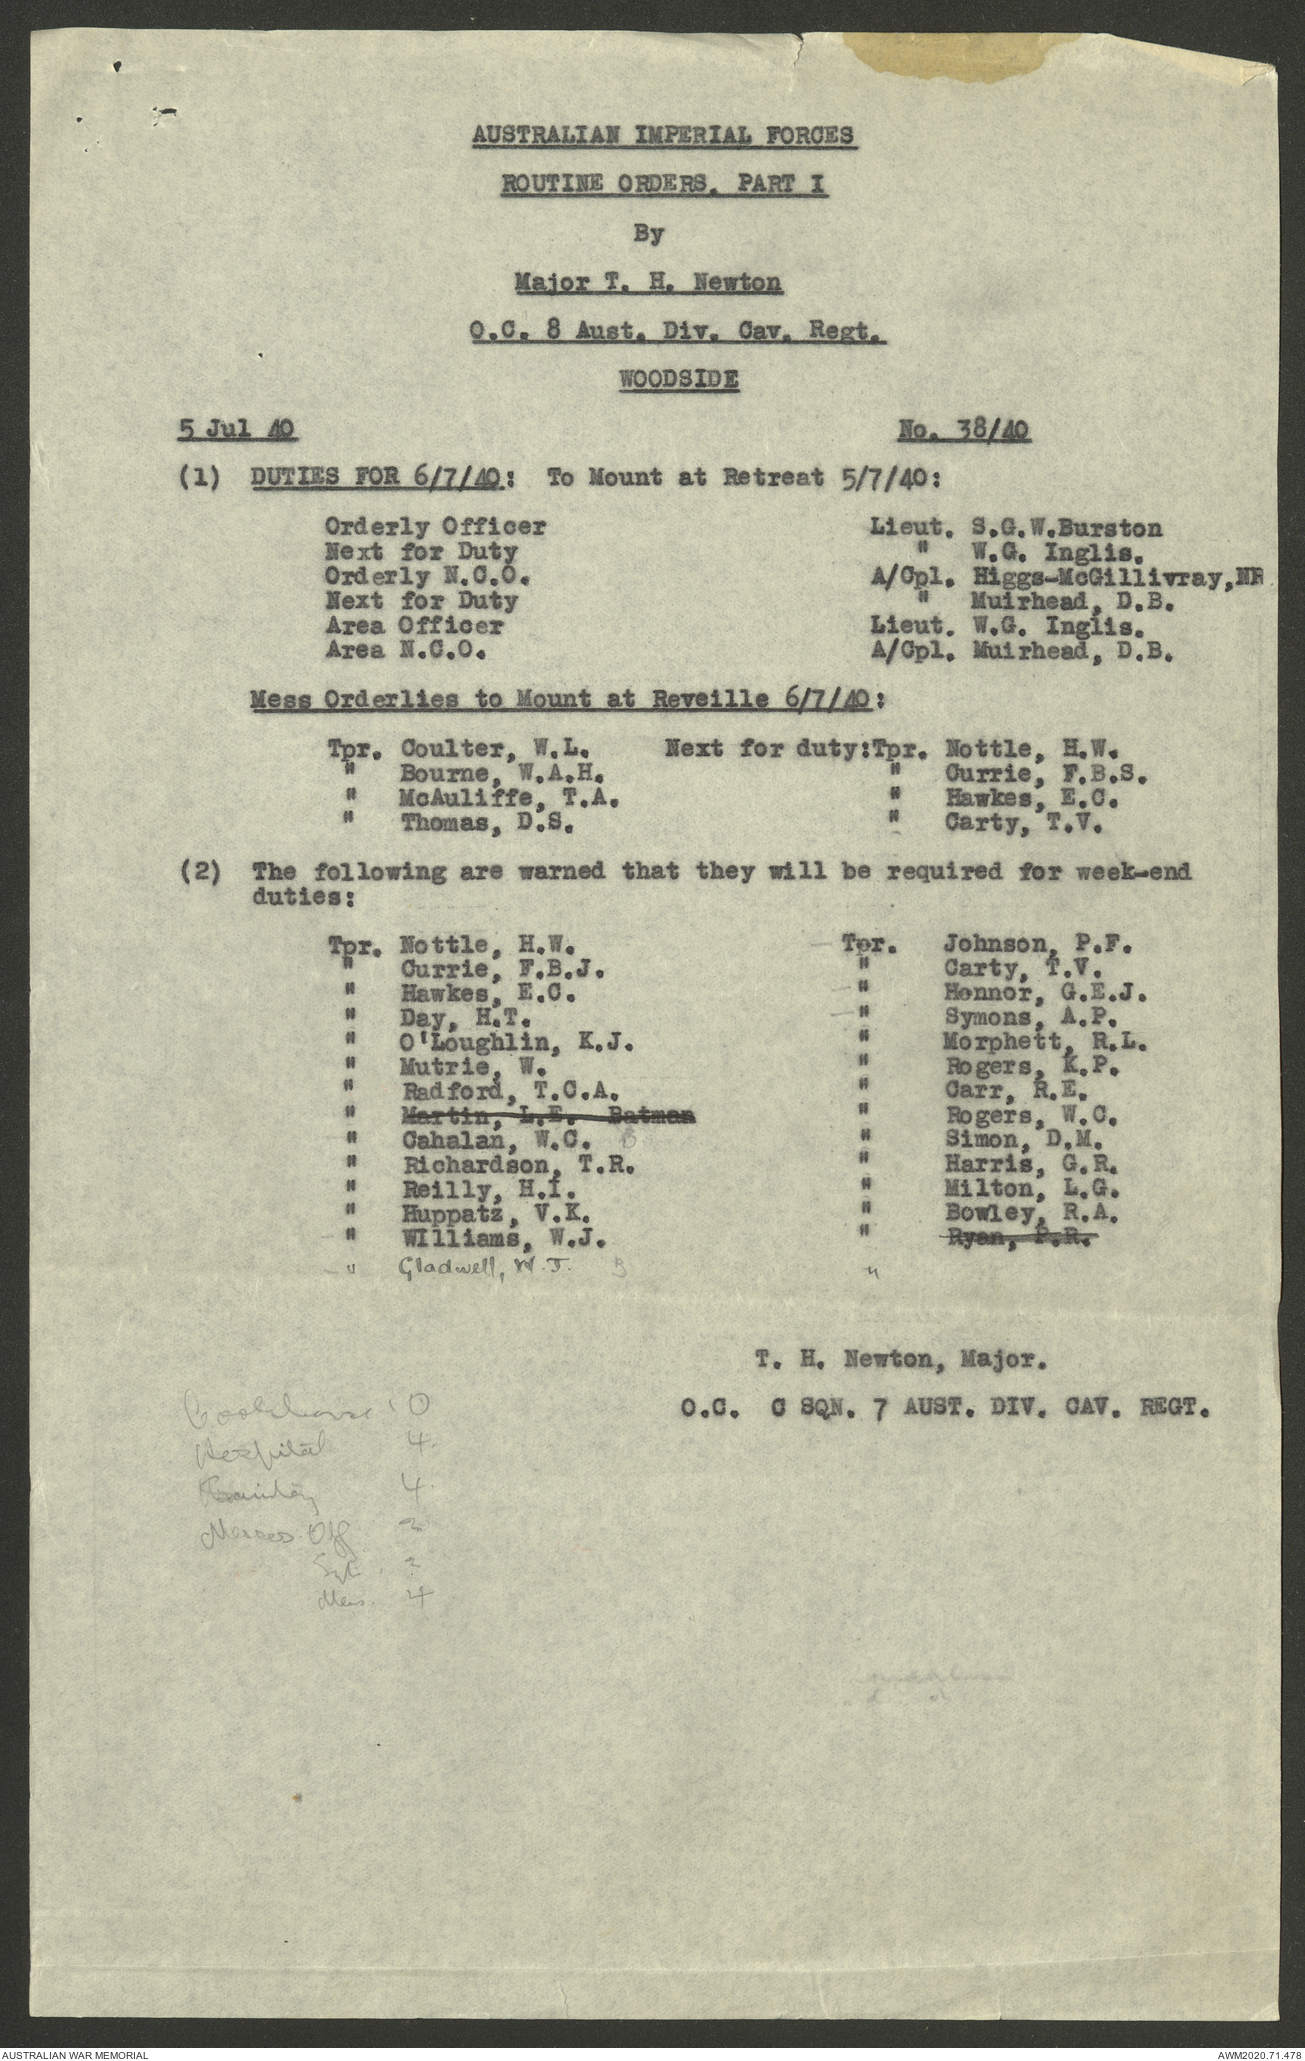 AUSTRALIAN IMPERIAL FORCES
ROUTINE ORDERS. PART I
By
Major T. H. Newton
O.C. 8 Aust. Div. Cav. Regt.
WOODSIDE
5 Jul 40 No. 38/40
(1) DUTIES FOR 6/7/40: To Mount at Retreat 5/7/40:
Orderly Officer Lieut. S.G.W.Burston
Next for Duty " W.G. Inglis.
Orderly N.C.O. A/Cpl. Higgs-McGillivray,NR
Next for Duty " Muirhead, D.B.
Area Officer Lieut. W.G. Inglis.
Area N.C.O. A/Cpl. Muirhead, D.B.
Mess Orderlies to Mount at Reveille 6/7/40:
Tpr. Coulter, W.L. Next for duty:Tpr. Nottle, H.W.
" Bourne, W.A.H. " Currie, F.B.S.
" McAuliffe, T.A. " Hawkes, E.C.
" Thomas, D.S. " Carty, T.V.
(2) The following are warned that they will be required for week-end
duties:
Tpr. Nottle, H.W. Tpr. Johnson, P.F.
" Currie, F.B.J. " Carty, T.V.
" Hawkes, E.C. " Honnor, G.E.J.
" Day, H.T. " Symons, A.P.
" O'Loughlin, K.J. " Morphett, R.L.
" Mutrie, W. " Rogers, K.P.
" Radford, T.C.A. " Carr, R.E.
" Martin, L.E. Batman " Rogers, W.C.
" Cahalan, W.C. B " Simon, D.M.
" Richardson, T.R. " Harris, G.R.
" Reilly, H.I. " Milton, L.G.
" Huppatz, V.K. " Bowley, R.A.
" WIlliams, W.J. " Ryan, P.R.
" Gladwell, W.J. B "
T. H. Newton, Major.
O.C. C SQN. 7 AUST. DIV. CAV. REGT.
Cookhouse 10
Hospital 4
4
Messes Off 2
Sgts. 2
Mens 4
AUSTRALIAN WAR MEMORIAL AWM2020.71.478